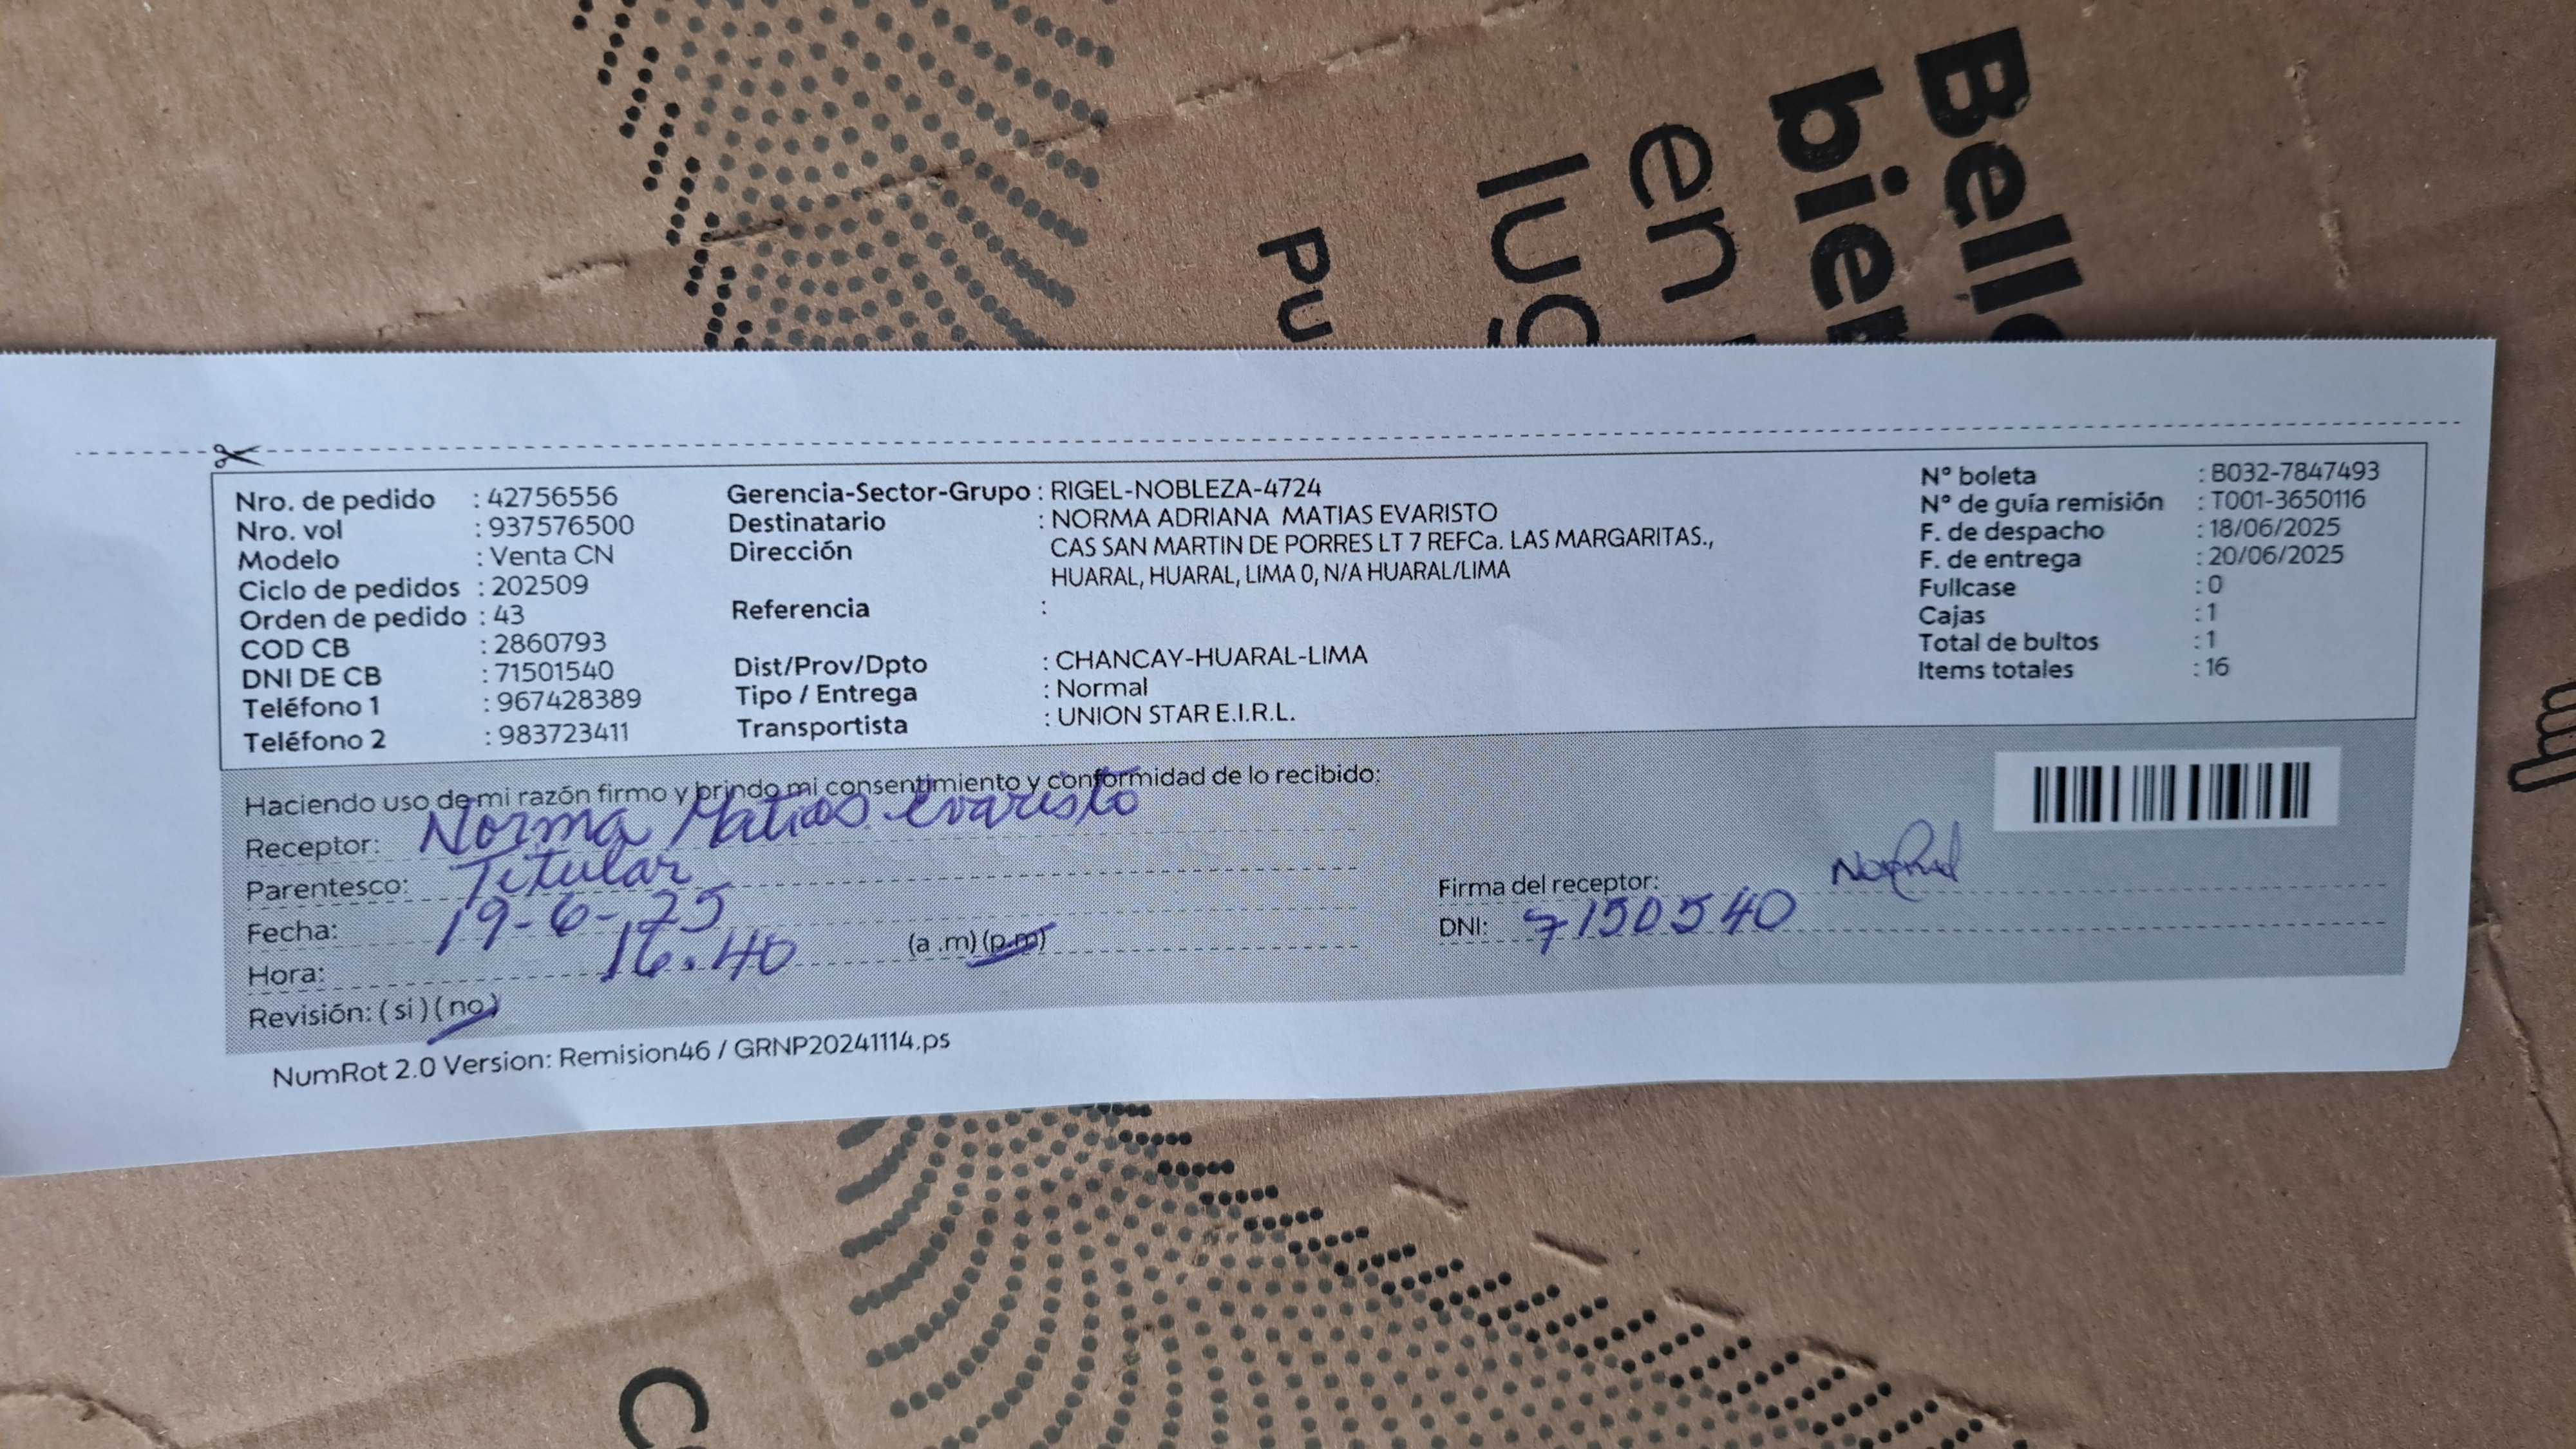 Bell
bien
en
lug
Pu
Nro. de pedido : 42756556
Nro. vol : 937576500
Modelo : Venta CN
Ciclo de pedidos : 202509
Orden de pedido : 43
COD CB : 2860793
DNI DE CB : 71501540
Teléfono 1 : 967428389
Teléfono 2 : 983723411
Gerencia-Sector-Grupo : RIGEL-NOBLEZA-4724
Destinatario : NORMA ADRIANA MATIAS EVARISTO
Dirección CAS SAN MARTIN DE PORRES LT 7 REFCa. LAS MARGARITAS.,
HUARAL, HUARAL, LIMA 0, N/A HUARAL/LIMA
Referencia :
Dist/Prov/Dpto : CHANCAY-HUARAL-LIMA
Tipo / Entrega : Normal
Transportista : UNION STAR E.I.R.L.
N° boleta : B032-7847493
N° de guía remisión : T001-3650116
F. de despacho : 18/06/2025
F. de entrega : 20/06/2025
Fullcase : 0
Cajas : 1
Total de bultos : 1
Items totales : 16
Haciendo uso de mi razón firmo y brindo mi consentimiento y conformidad de lo recibido:
Receptor: Norma Matias Evaristo
Parentesco: Titular
Fecha: 19-6-25
Hora: 16.40 (a .m) (p.m)
Revisión: ( si ) ( no )
Firma del receptor:
DNI: 7150540
NumRot 2.0 Version: Remision46 / GRNP20241114.ps